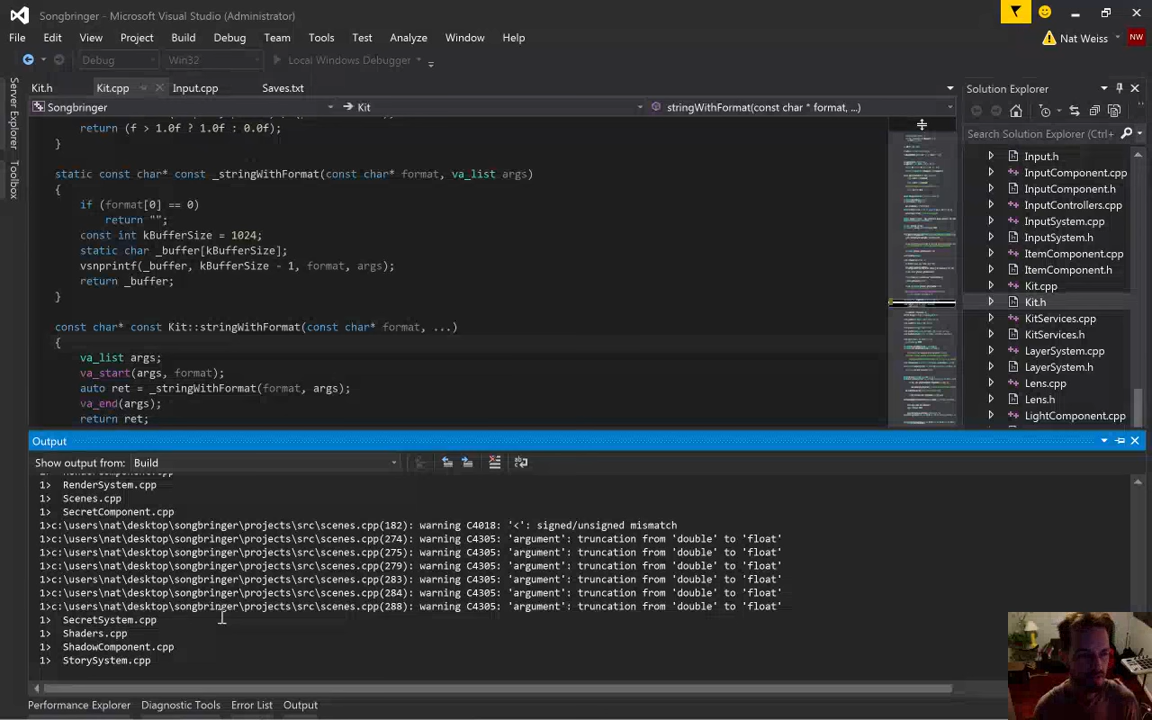 Songbringer - Microsoft Visual Studio (Administrator)
File Edit View Project Build Debug Team Tools Test Analyze Window Help
Nat Weiss NW
Debug Win32 Local Windows Debugger
Server Explorer
Toolbox
Kit.h Kit.cpp Input.cpp Saves.txt
Songbringer Kit stringWithFormat(const char * format, ...)
return (f > 1.0f ? 1.0f : 0.0f);
}
static const char* const _stringWithFormat(const char* format, va_list args)
{
if (format[0] == 0)
return "";
const int kBufferSize = 1024;
static char _buffer[kBufferSize];
vsnprintf(_buffer, kBufferSize - 1, format, args);
return _buffer;
}
const char* const Kit::stringWithFormat(const char* format, ...)
{
va_list args;
va_start(args, format);
auto ret = _stringWithFormat(format, args);
va_end(args);
return ret;
Solution Explorer
Search Solution Explorer
Input.h
InputComponent.cpp
InputComponent.h
InputControllers.cpp
InputSystem.cpp
InputSystem.h
ItemComponent.cpp
ItemComponent.h
Kit.cpp
Kit.h
KitServices.cpp
KitServices.h
LayerSystem.cpp
LayerSystem.h
Lens.cpp
Lens.h
LightComponent.cpp
Output
Show output from: Build
1> RenderSystem.cpp
1> Scenes.cpp
1> SecretComponent.cpp
1>c:\users\nat\desktop\songbringer\projects\src\scenes.cpp(182): warning C4018: '<': signed/unsigned mismatch
1>c:\users\nat\desktop\songbringer\projects\src\scenes.cpp(274): warning C4305: 'argument': truncation from 'double' to 'float'
1>c:\users\nat\desktop\songbringer\projects\src\scenes.cpp(275): warning C4305: 'argument': truncation from 'double' to 'float'
1>c:\users\nat\desktop\songbringer\projects\src\scenes.cpp(279): warning C4305: 'argument': truncation from 'double' to 'float'
1>c:\users\nat\desktop\songbringer\projects\src\scenes.cpp(283): warning C4305: 'argument': truncation from 'double' to 'float'
1>c:\users\nat\desktop\songbringer\projects\src\scenes.cpp(284): warning C4305: 'argument': truncation from 'double' to 'float'
1>c:\users\nat\desktop\songbringer\projects\src\scenes.cpp(288): warning C4305: 'argument': truncation from 'double' to 'float'
1> SecretSystem.cpp
1> Shaders.cpp
1> ShadowComponent.cpp
1> StorySystem.cpp
Performance Explorer Diagnostic Tools Error List Output